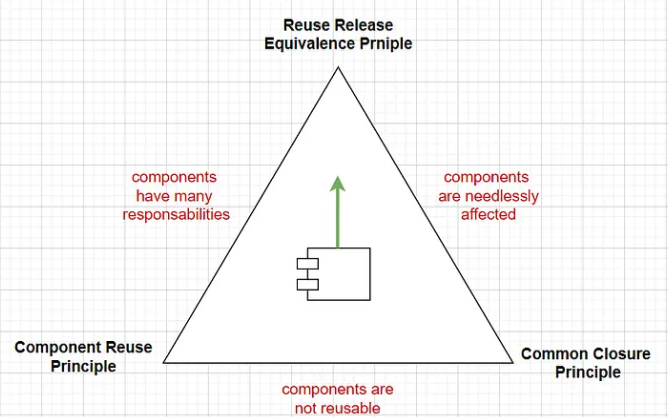 Reuse Release
Equivalence Prniple
components
have many
responsabilities
components
are needlessly
affected
Component Reuse
Principle
Common Closure
Principle
components are
not reusable